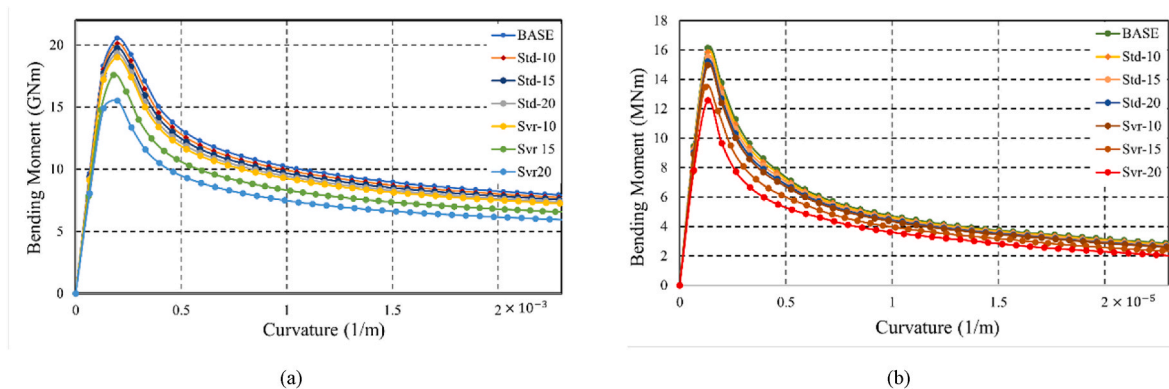 20
15
10
5
0
0
0.5
1
1.5
2 × 10⁻³
Bending Moment (GNm)
Curvature (1/m)
BASE
Std-10
Std-15
Std-20
Svr-10
Svr 15
Svr20
(a)
18
16
14
12
10
8
6
4
2
0
0
0.5
1
1.5
2 × 10⁻⁵
Bending Moment (MNm)
Curvature (1/m)
BASE
Std-10
Std-15
Std-20
Svr-10
Svr-15
Svr-20
(b)